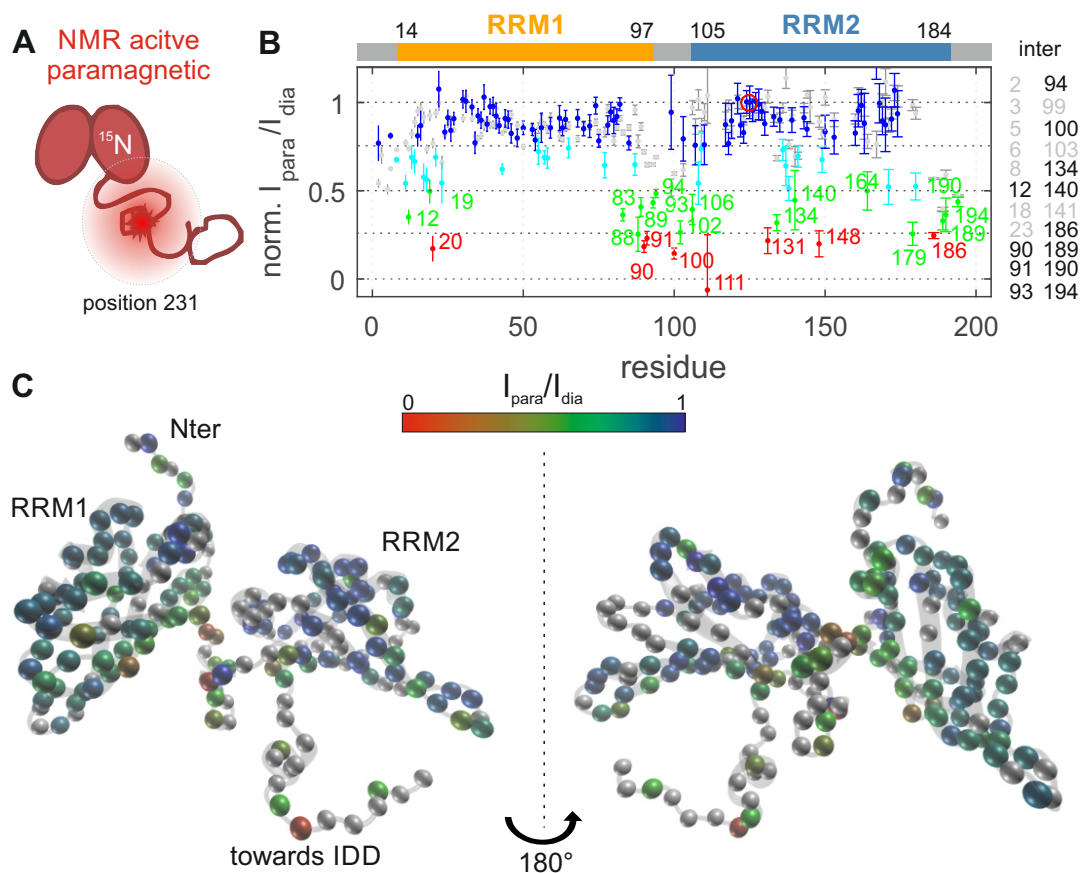 A
NMR acitve
paramagnetic
15N
position 231
B
14 RRM1 97 105 RRM2 184
inter
norm. I para/I dia
1
0.5
0
0 50 100 150 200
residue
12
19
20
83
88
89
90
91
93
94
100
102
106
111
131
134
140
148
164
179
186
189
190
194
2 94
3 99
5 100
6 103
8 134
12 140
18 141
23 186
90 189
91 190
93 194
C
I para/I dia
0 1
Nter
RRM1
RRM2
towards IDD
180°